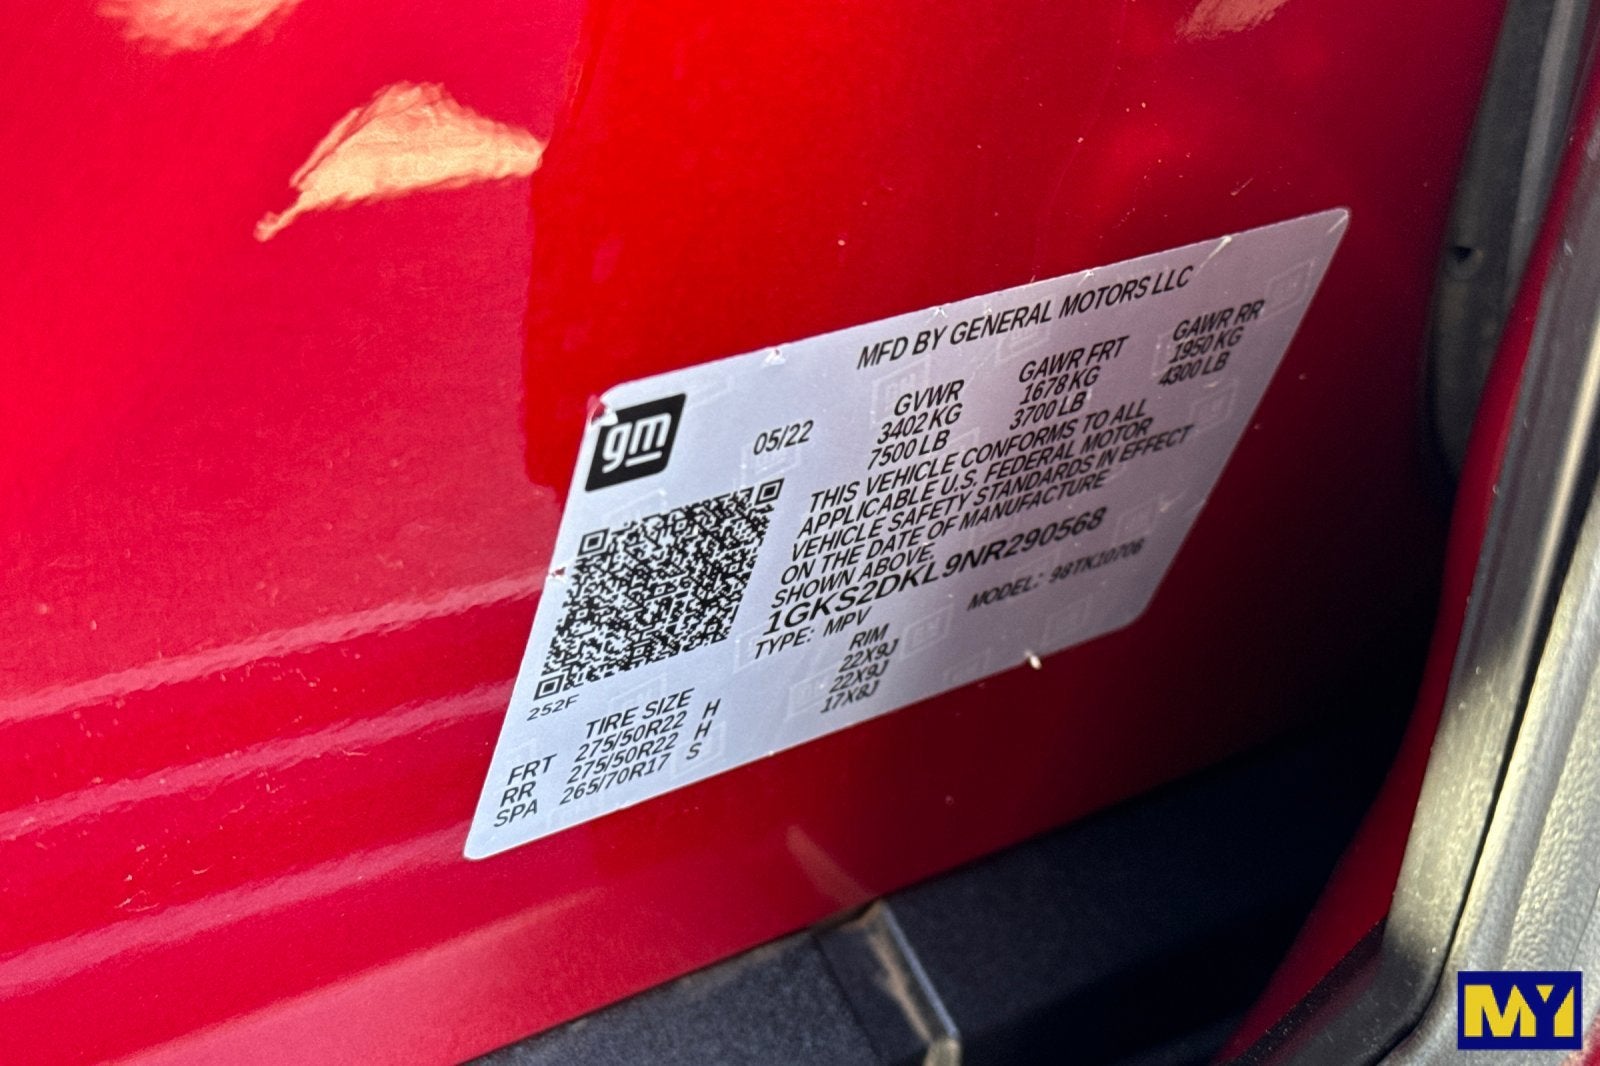 MFD BY GENERAL MOTORS LLC
gm
05/22
GVWR GAWR FRT GAWR RR
3402 KG 1678 KG 1950 KG
7500 LB 3700 LB 4300 LB
THIS VEHICLE CONFORMS TO ALL
APPLICABLE U.S. FEDERAL MOTOR
VEHICLE SAFETY STANDARDS IN EFFECT
ON THE DATE OF MANUFACTURE
SHOWN ABOVE.
1GKS2DKL9NR290568
TYPE: MPV MODEL: 98TK10706
252F
TIRE SIZE RIM
FRT 275/50R22 H 22X9J
RR 275/50R22 H 22X9J
SPA 265/70R17 S 17X8J
MY